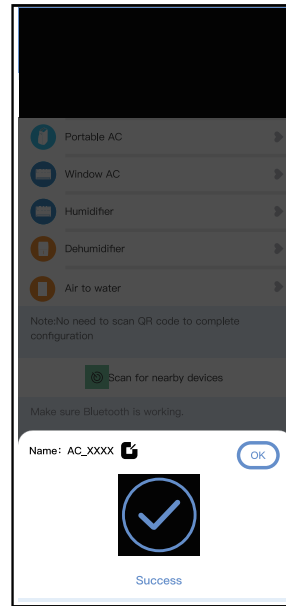 Portable AC
Window AC
Humidifier
Dehumidifier
Air to water
Note:No need to scan QR code to complete
configuration
Scan for nearby devices
Make sure Bluetooth is working.
Name: AC_XXXX
OK
Success